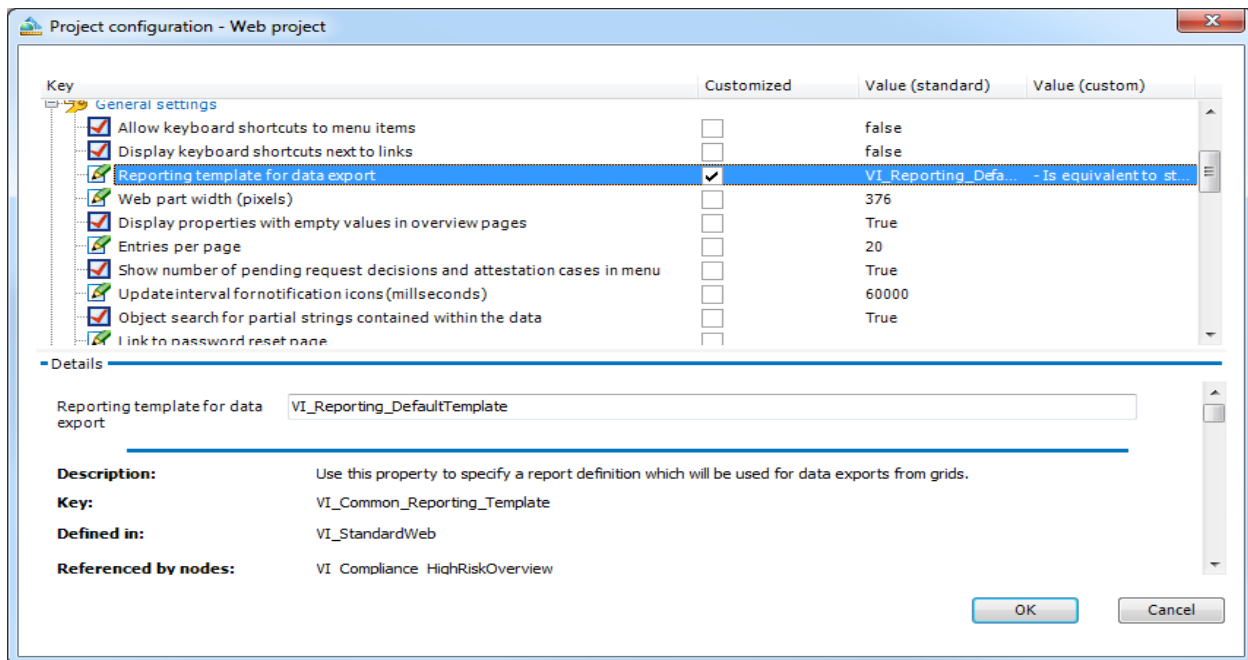 Project configuration - Web project
Key Customized Value (standard) Value (custom)
General settings
Allow keyboard shortcuts to menu items false
Display keyboard shortcuts next to links false
Reporting template for data export VI_Reporting_Defa... - Is equivalent to st...
Web part width (pixels) 376
Display properties with empty values in overview pages True
Entries per page 20
Show number of pending request decisions and attestation cases in menu True
Update interval for notification icons (millseconds) 60000
Object search for partial strings contained within the data True
Link to password reset page
Details
Reporting template for data export VI_Reporting_DefaultTemplate
Description: Use this property to specify a report definition which will be used for data exports from grids.
Key: VI_Common_Reporting_Template
Defined in: VI_StandardWeb
Referenced by nodes: VI_Compliance_HighRiskOverview
OK Cancel